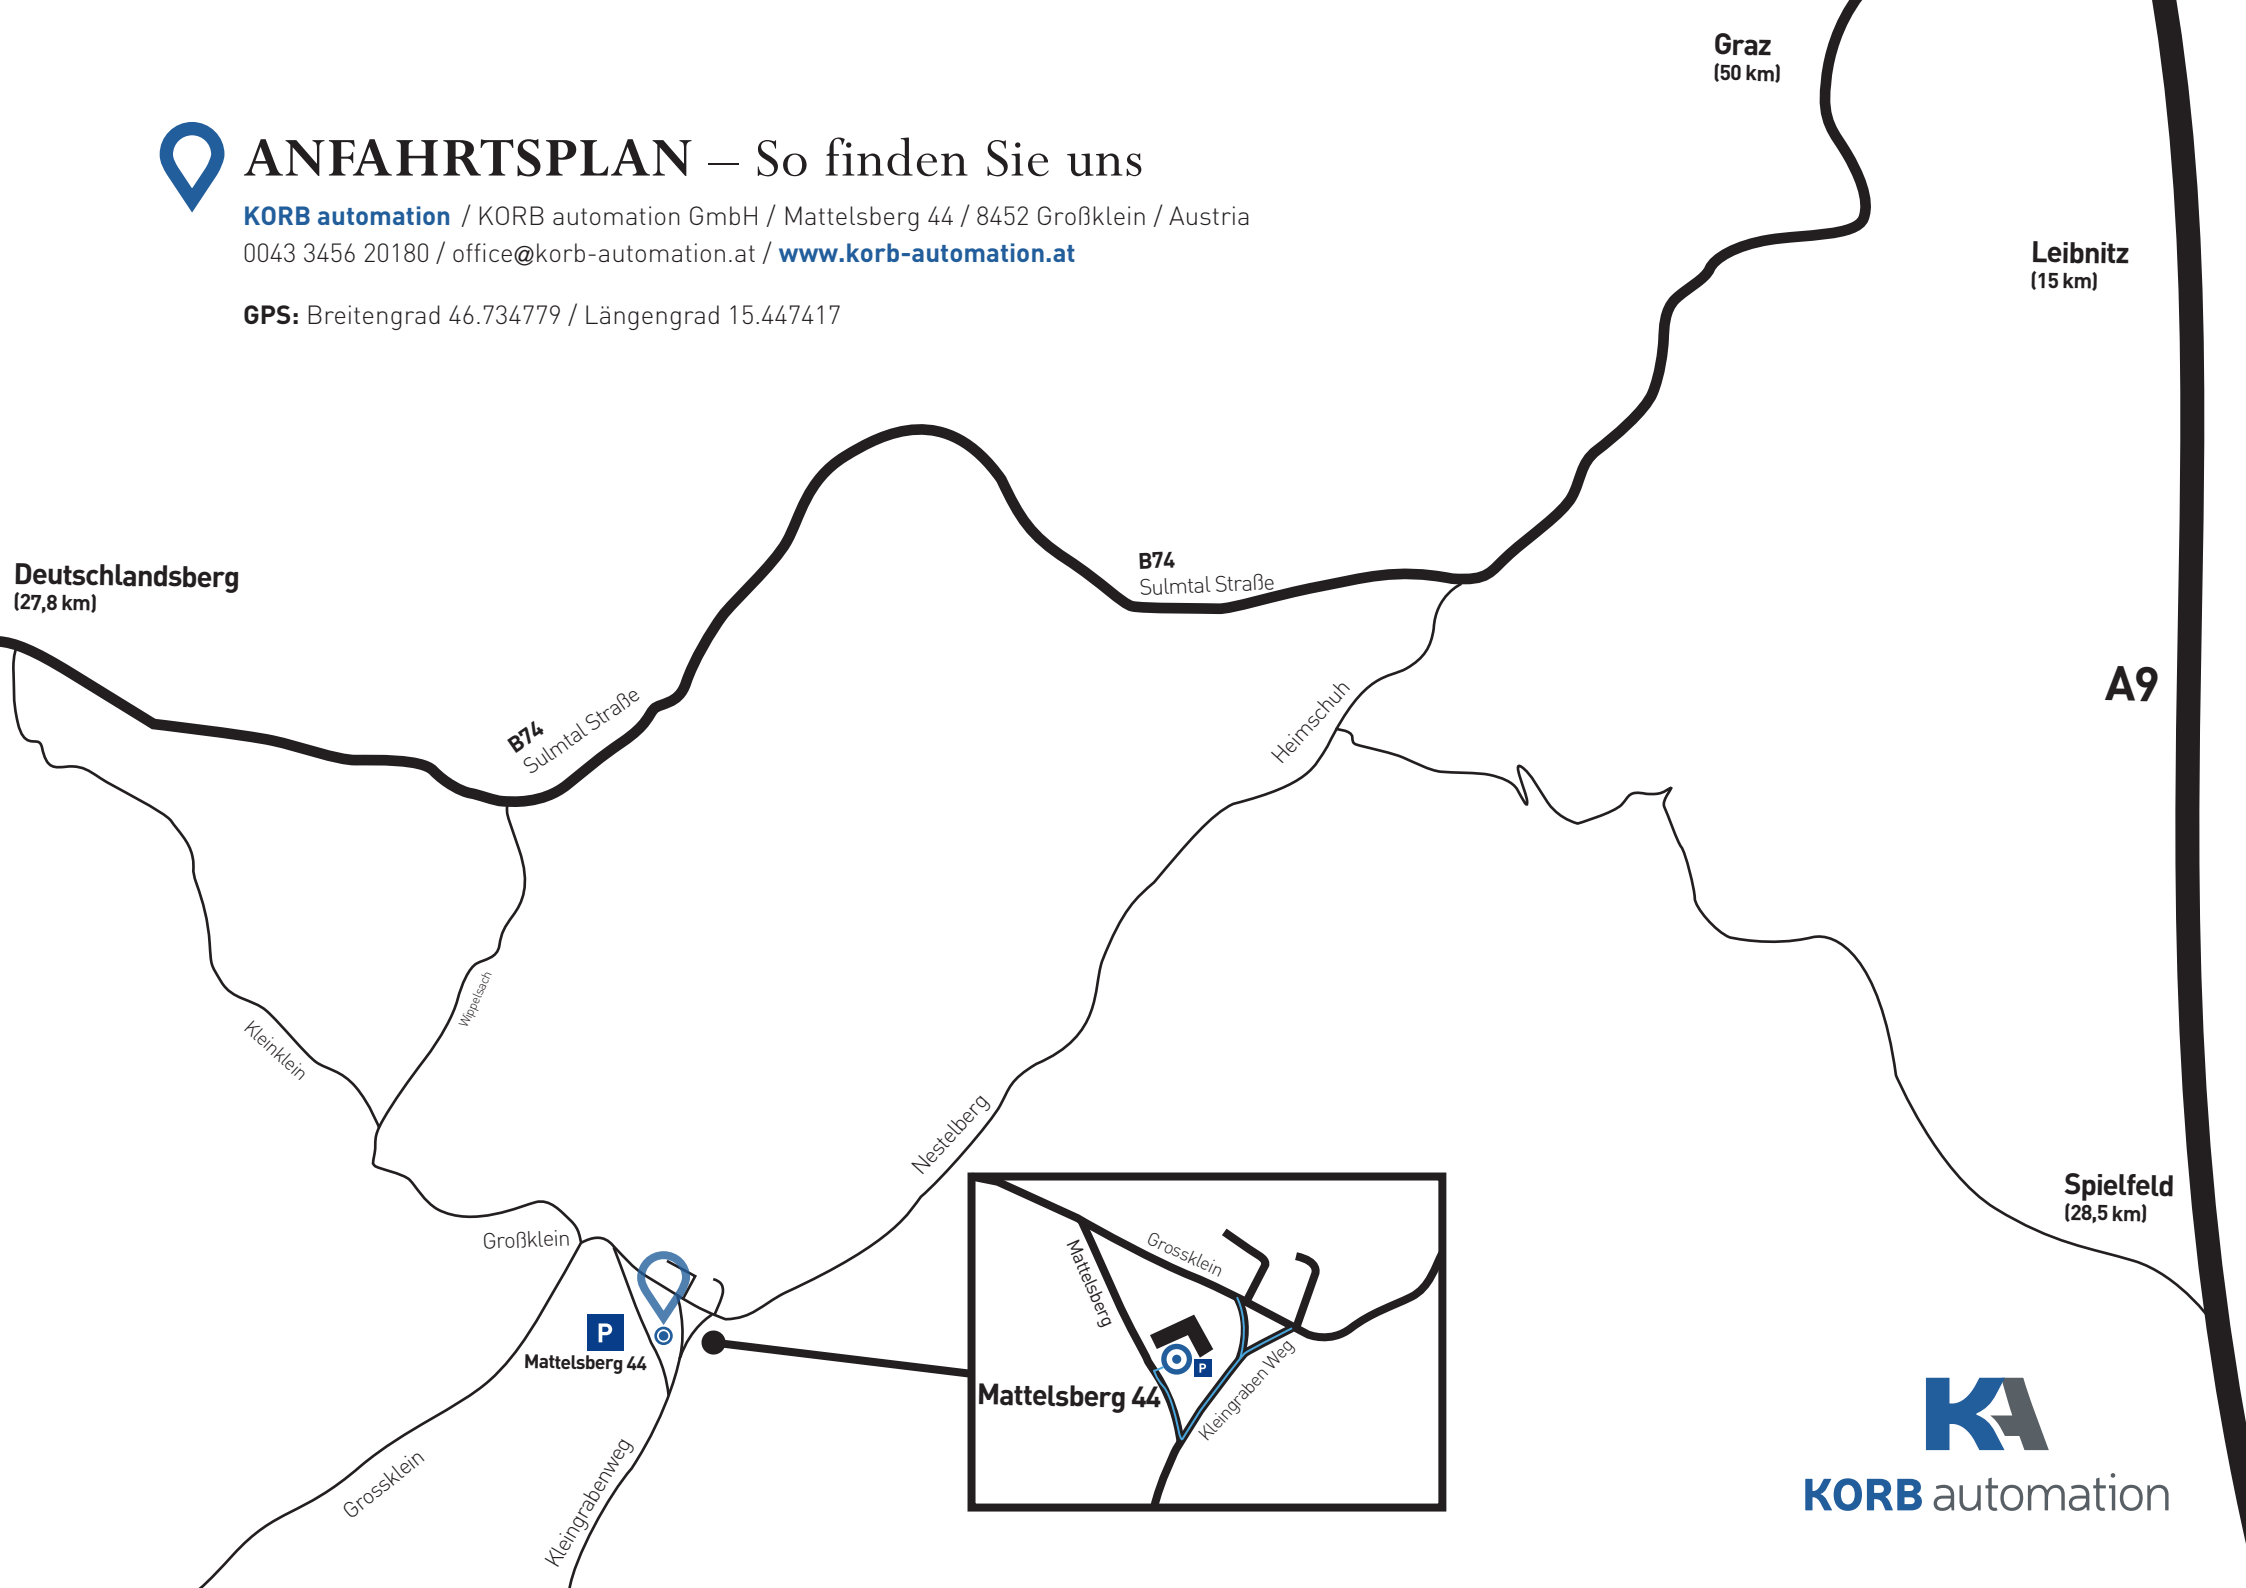 Graz
(50 km)
ANFAHRTSPLAN – So finden Sie uns
KORB automation / KORB automation GmbH / Mattelsberg 44 / 8452 Großklein / Austria
0043 3456 20180 / office@korb-automation.at / www.korb-automation.at
GPS: Breitengrad 46.734779 / Längengrad 15.447417
Leibnitz
(15 km)
Deutschlandsberg
(27,8 km)
B74
Sulmtal Straße
B74
Sulmtal Straße
Heimschuh
A9
Wippelsach
Kleinklein
Nestelberg
Spielfeld
(28,5 km)
Großklein
P
Mattelsberg 44
Grossklein
Kleingrabenweg
Grossklein
Mattelsberg
P
Mattelsberg 44
Kleingraben Weg
KA
KORB automation